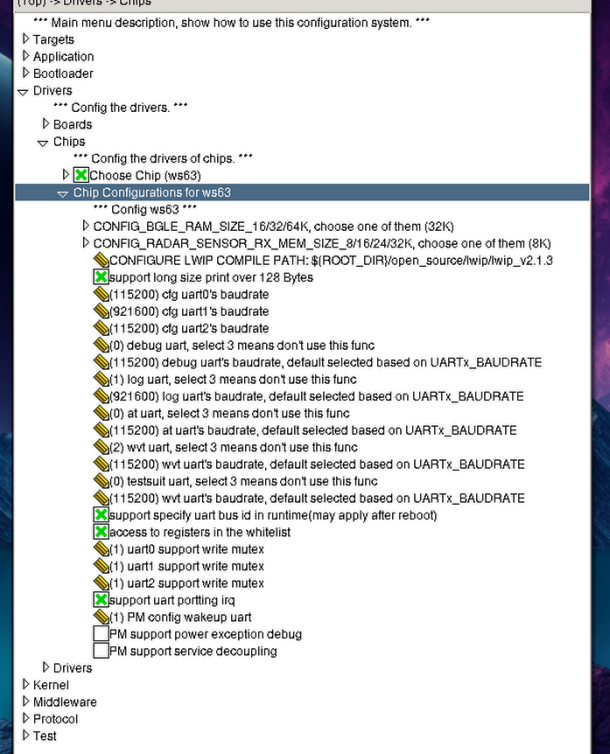 (Top) -> Drivers -> Chips
*** Main menu description, show how to use this configuration system. ***
Targets
Application
Bootloader
Drivers
*** Config the drivers. ***
Boards
Chips
*** Config the drivers of chips. ***
Choose Chip (ws63)
Chip Configurations for ws63
*** Config ws63 ***
CONFIG_BGLE_RAM_SIZE_16/32/64K, choose one of them (32K)
CONFIG_RADAR_SENSOR_RX_MEM_SIZE_8/16/24/32K, choose one of them (8K)
CONFIGURE LWIP COMPILE PATH: ${ROOT_DIR}/open_source/lwip/lwip_v2.1.3
support long size print over 128 Bytes
(115200) cfg uart0's baudrate
(921600) cfg uart1's baudrate
(115200) cfg uart2's baudrate
(0) debug uart, select 3 means don't use this func
(115200) debug uart's baudrate, default selected based on UARTx_BAUDRATE
(1) log uart, select 3 means don't use this func
(921600) log uart's baudrate, default selected based on UARTx_BAUDRATE
(0) at uart, select 3 means don't use this func
(115200) at uart's baudrate, default selected based on UARTx_BAUDRATE
(2) wvt uart, select 3 means don't use this func
(115200) wvt uart's baudrate, default selected based on UARTx_BAUDRATE
(0) testsuit uart, select 3 means don't use this func
(115200) wvt uart's baudrate, default selected based on UARTx_BAUDRATE
support specify uart bus id in runtime(may apply after reboot)
access to registers in the whitelist
(1) uart0 support write mutex
(1) uart1 support write mutex
(1) uart2 support write mutex
support uart portting irq
(1) PM config wakeup uart
PM support power exception debug
PM support service decoupling
Drivers
Kernel
Middleware
Protocol
Test